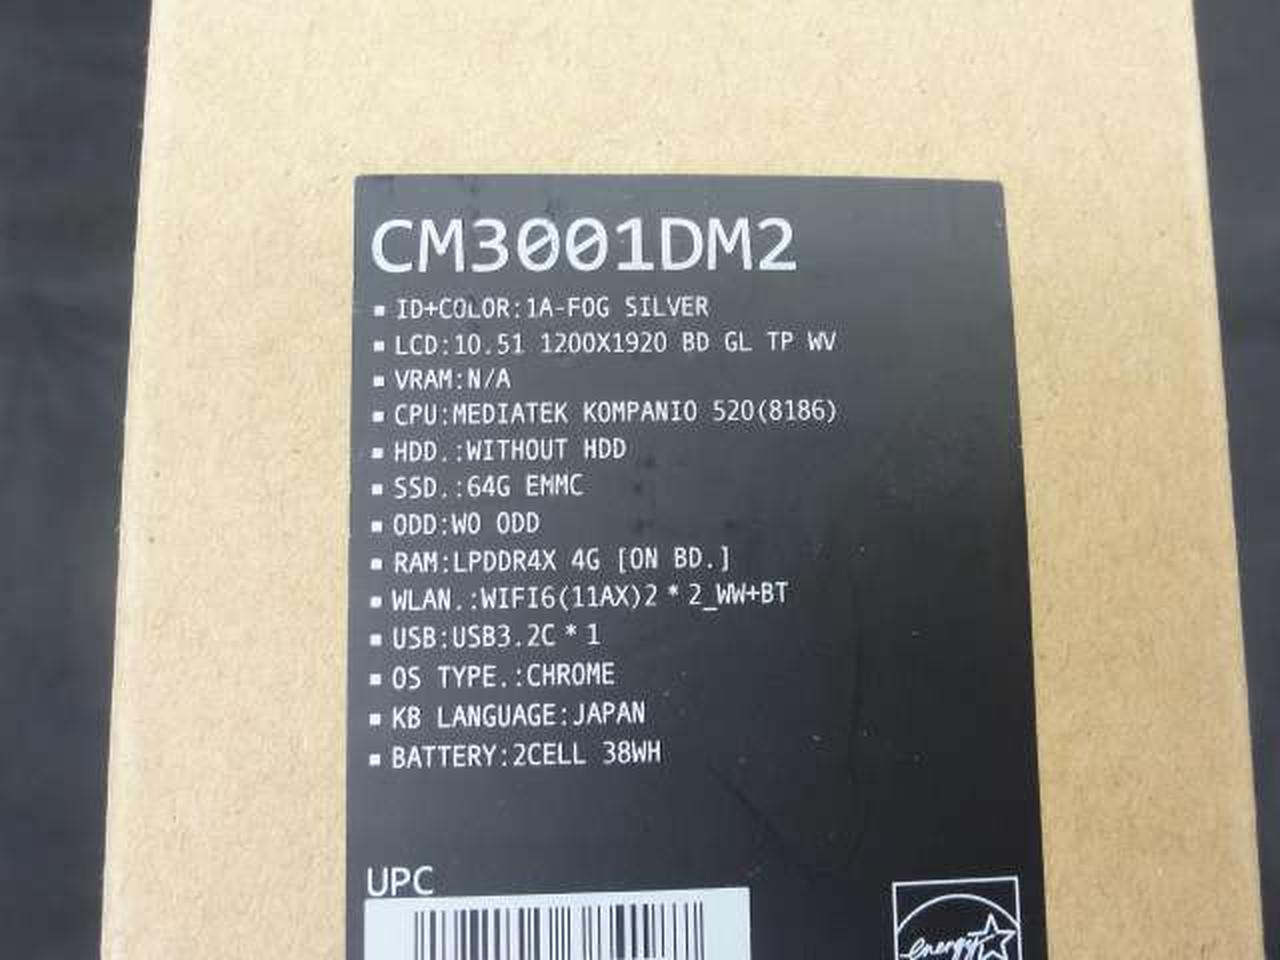 CM3001DM2
▪ ID+COLOR:1A-FOG SILVER
▪ LCD:10.51 1200X1920 BD GL TP WV
▪ VRAM:N/A
▪ CPU:MEDIATEK KOMPANIO 520(8186)
▪ HDD.:WITHOUT HDD
▪ SSD.:64G EMMC
▪ ODD:WO ODD
▪ RAM:LPDDR4X 4G [ON BD.]
▪ WLAN.:WIFI6(11AX)2*2_WW+BT
▪ USB:USB3.2C*1
▪ OS TYPE.:CHROME
▪ KB LANGUAGE:JAPAN
▪ BATTERY:2CELL 38WH
UPC
energy